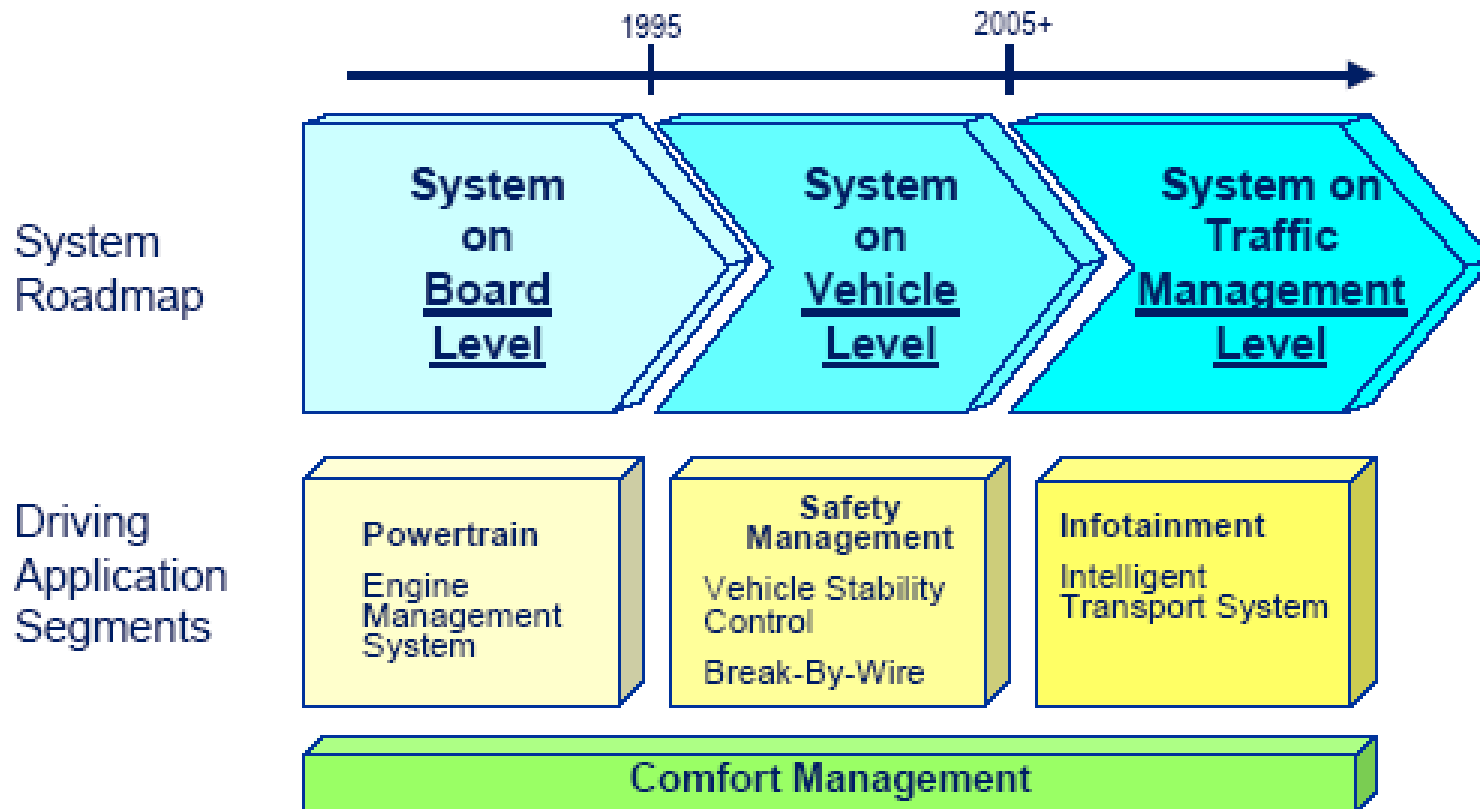 1995
2005+
System
Roadmap
System
on
Board
Level
System
on
Vehicle
Level
System on
Traffic
Management
Level
Driving
Application
Segments
Powertrain
Engine
Management
System
Safety
Management
Vehicle Stability
Control
Break-By-Wire
Infotainment
Intelligent
Transport System
Comfort Management